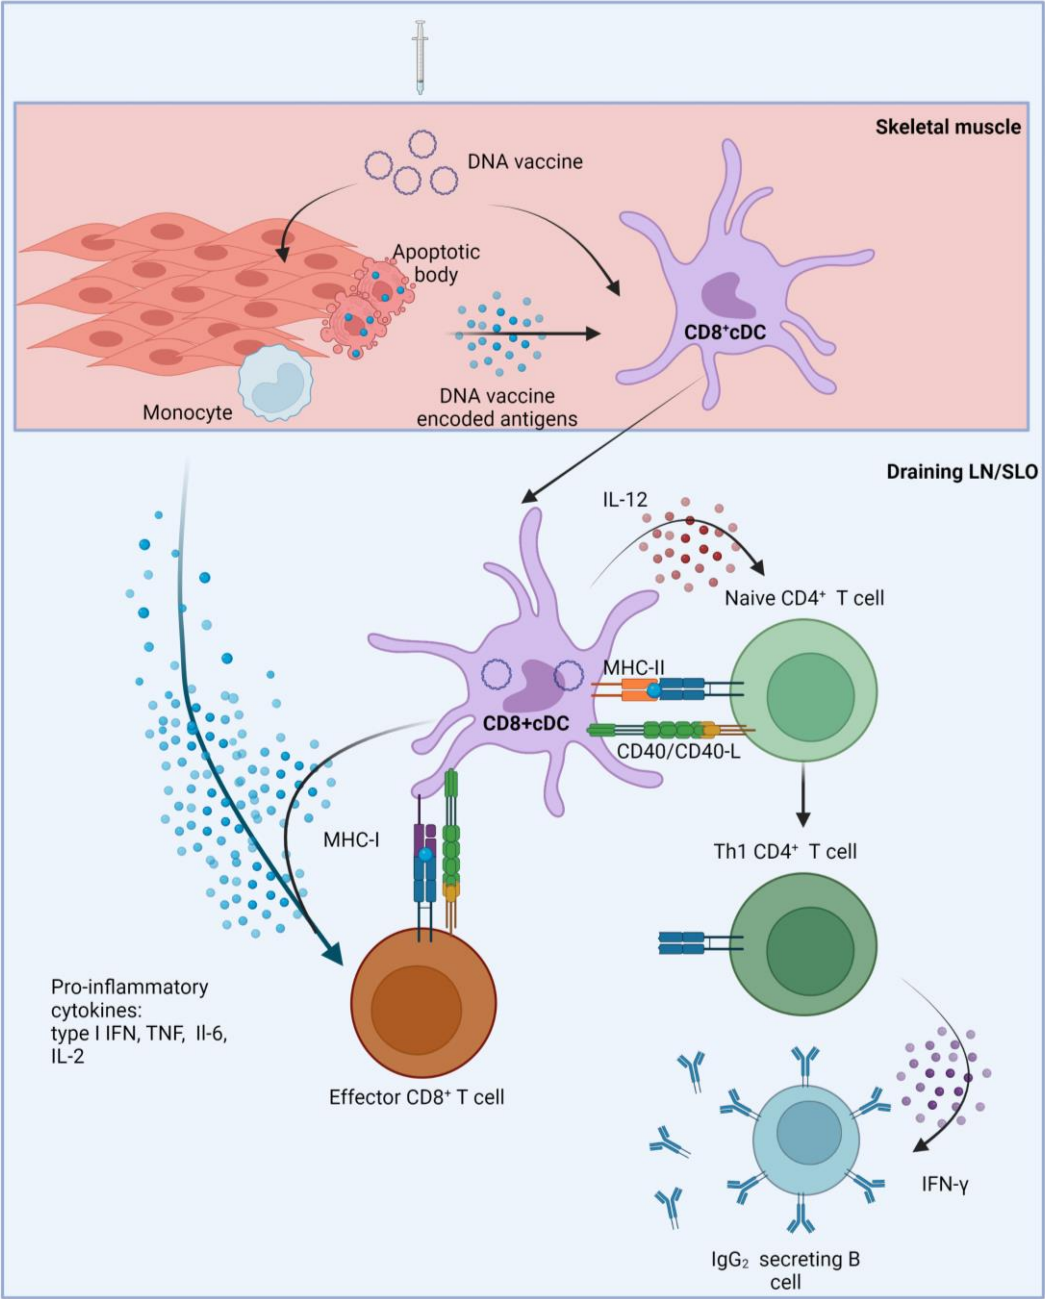 Skeletal muscle
DNA vaccine
Apoptotic
body
CD8⁺cDC
DNA vaccine
encoded antigens
Monocyte
Draining LN/SLO
IL-12
Naive CD4⁺ T cell
MHC-II
CD8+cDC
CD40/CD40-L
MHC-I
Th1 CD4⁺ T cell
Pro-inflammatory
cytokines:
type I IFN, TNF, Il-6,
IL-2
Effector CD8⁺ T cell
IFN-γ
IgG₂ secreting B
cell